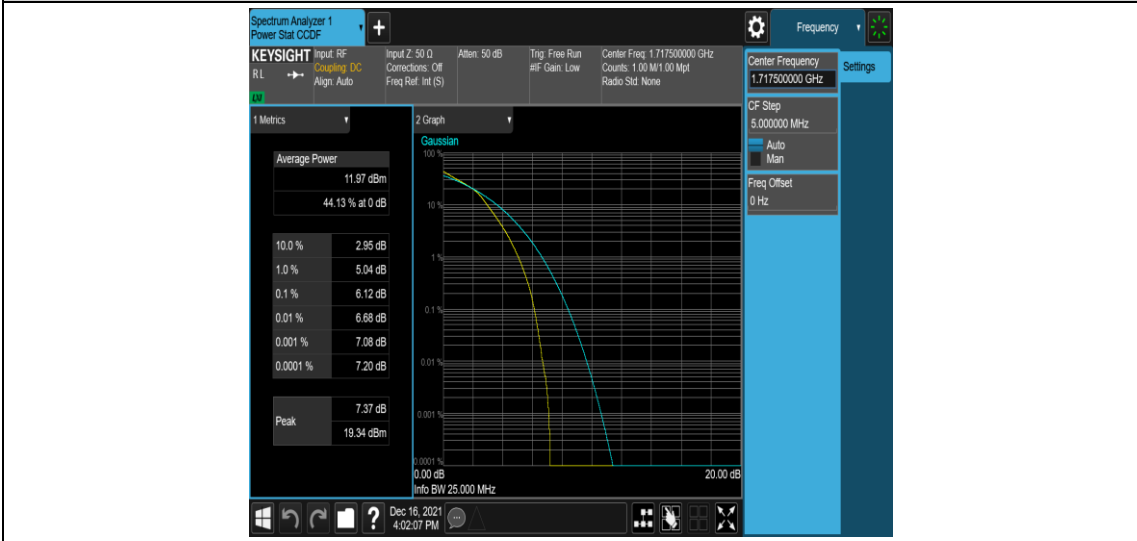 Spectrum Analyzer 1
Power Stat CCDF
+
Frequency
KEYSIGHT
R L
LXI
Input: RF
Coupling: DC
Align: Auto
Input Z: 50 Ω
Corrections: Off
Freq Ref: Int (S)
Atten: 50 dB
Trig: Free Run
#IF Gain: Low
Center Freq: 1.717500000 GHz
Counts: 1.00 M/1.00 Mpt
Radio Std: None
Center Frequency
1.717500000 GHz
Settings
CF Step
5.000000 MHz
Auto
Man
Freq Offset
0 Hz
1 Metrics
Average Power
11.97 dBm
44.13 % at 0 dB
10.0 % 2.95 dB
1.0 % 5.04 dB
0.1 % 6.12 dB
0.01 % 6.68 dB
0.001 % 7.08 dB
0.0001 % 7.20 dB
Peak
7.37 dB
19.34 dBm
2 Graph
Gaussian
100 %
10 %
1 %
0.1 %
0.01 %
0.001 %
0.0001 %
0.00 dB 20.00 dB
Info BW 25.000 MHz
?
Dec 16, 2021
4:02:07 PM